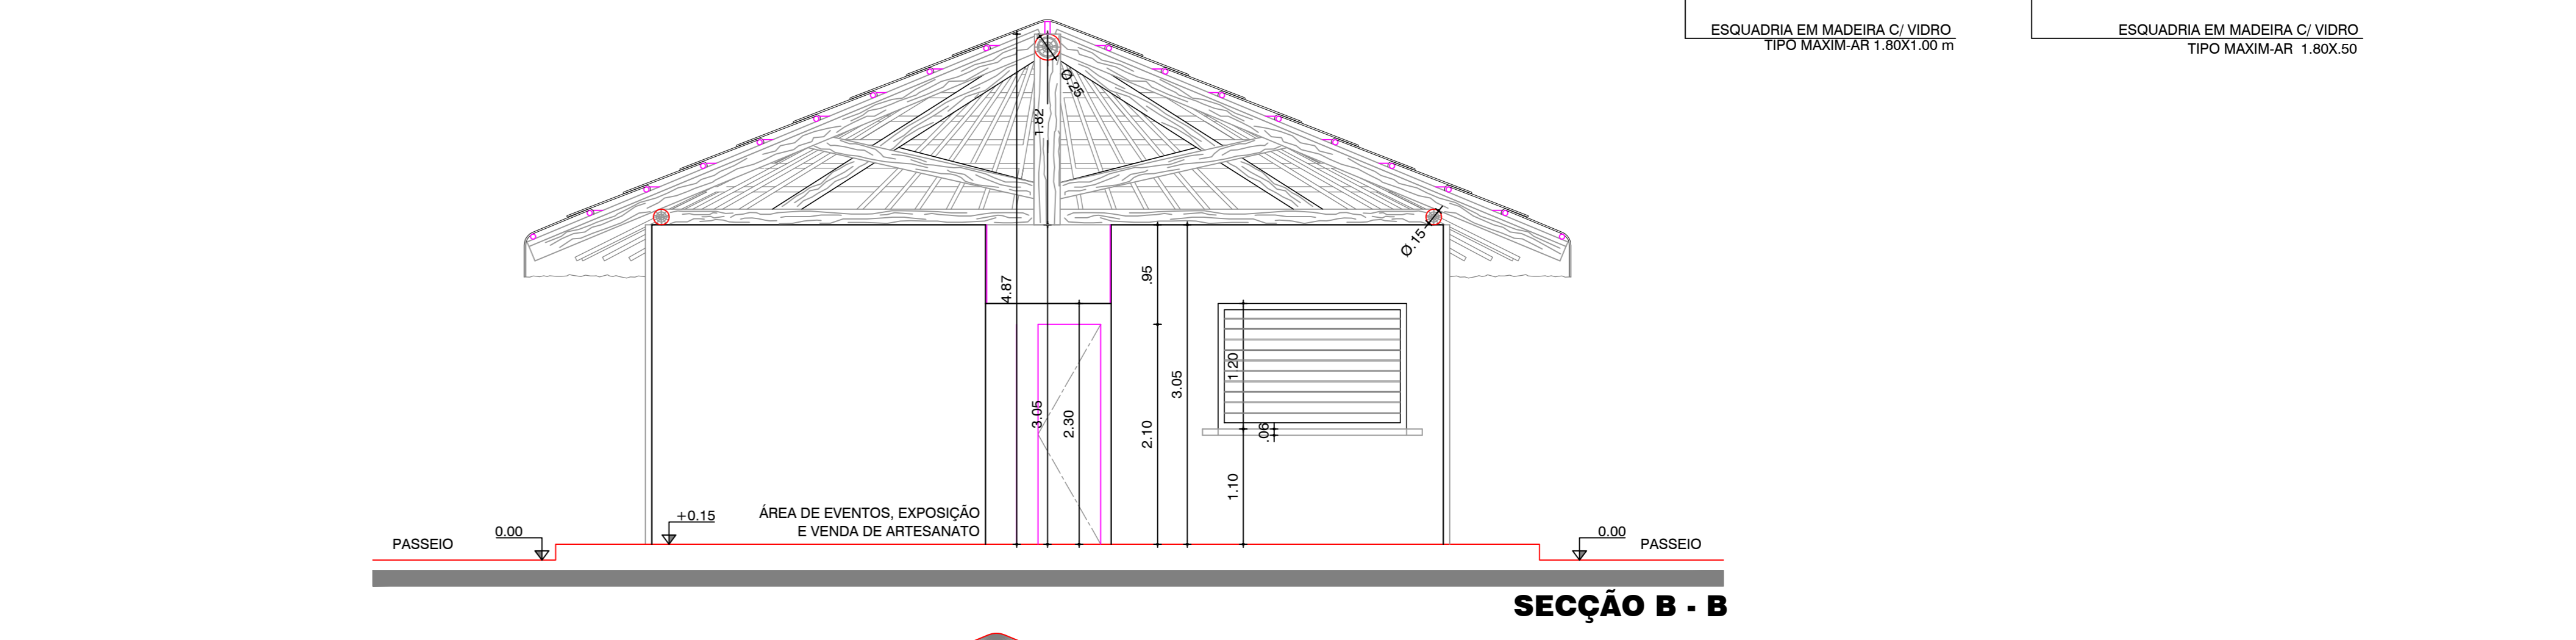 ESQUADRIA EM MADEIRA C/ VIDRO
TIPO MAXIM-AR 1.80X1.00 m
ESQUADRIA EM MADEIRA C/ VIDRO
TIPO MAXIM-AR 1.80X.50
Ø.25
1.82
Ø.15
4.87
.95
3.05
2.30
2.10
3.05
1.20
.06
1.10
ÁREA DE EVENTOS, EXPOSIÇÃO
E VENDA DE ARTESANATO
+0.15
PASSEIO
0.00
0.00
PASSEIO
SECÇÃO B - B